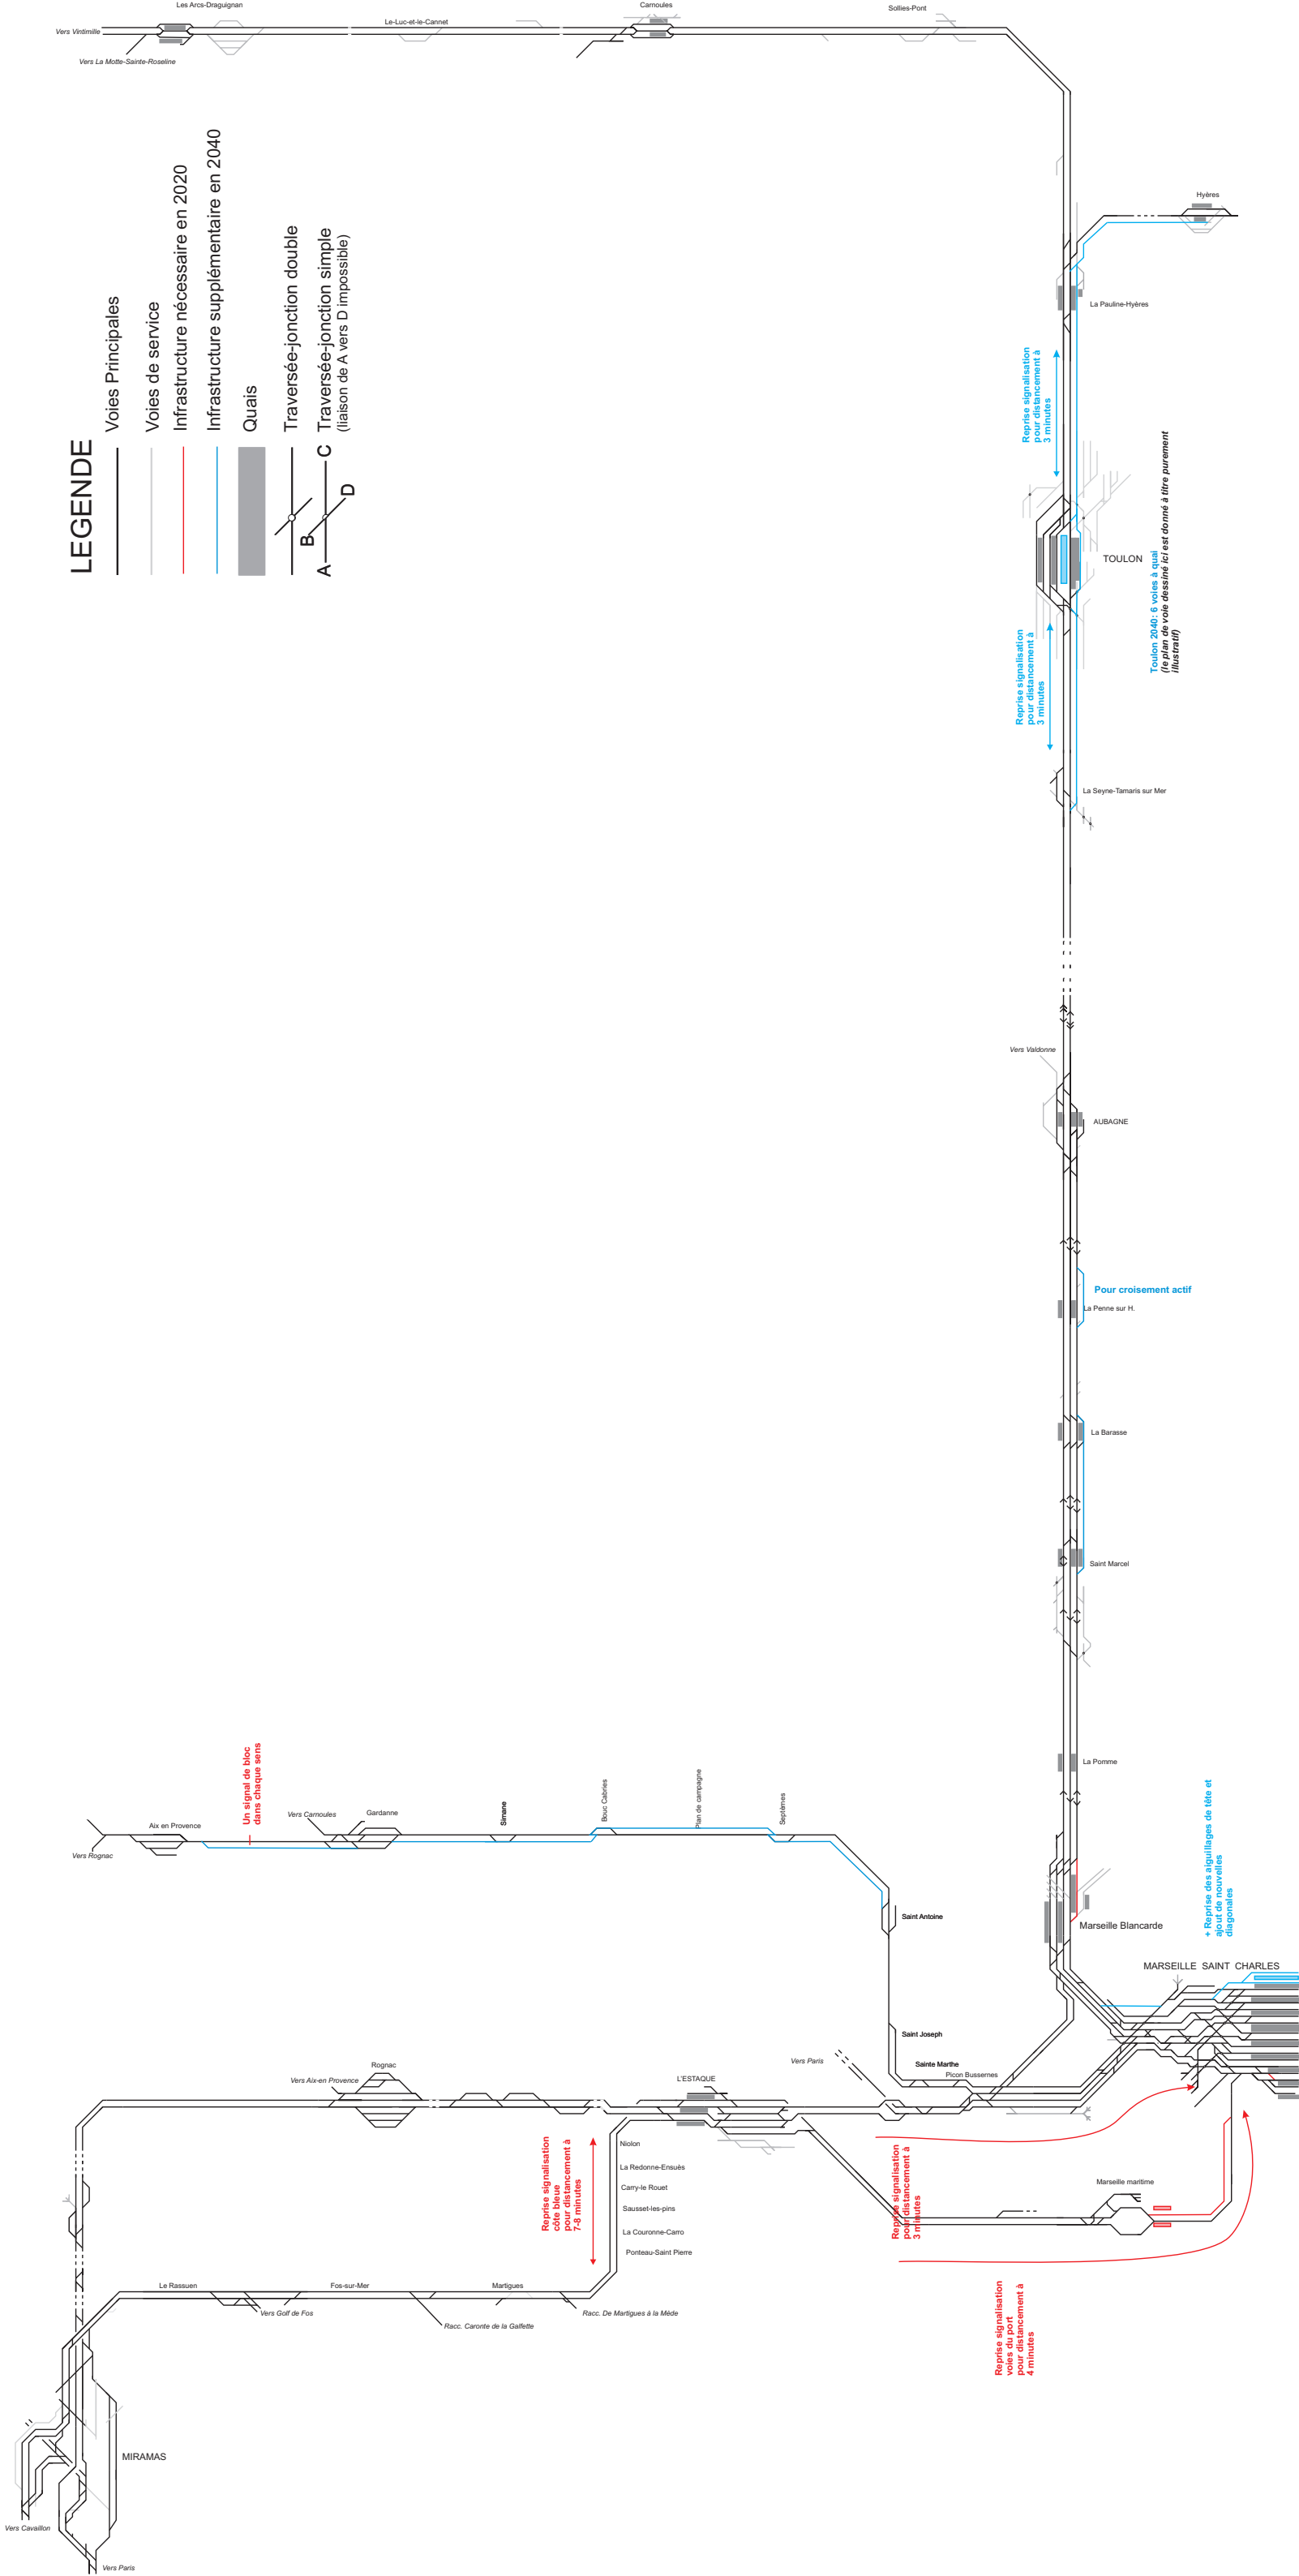 Les Arcs-Draguignan
Le-Luc-et-le-Cannet
Carnoules
Sollies-Pont
Vers Vintimille
Vers La Motte-Sainte-Roseline
LEGENDE
Voies Principales
Voies de service
Infrastructure nécessaire en 2020
Infrastructure supplémentaire en 2040
Quais
Traversée-jonction double
Traversée-jonction simple
(liaison de A vers D impossible)
A
B
C
D
Hyères
La Pauline-Hyères
Reprise signalisation
pour distancement à
3 minutes
TOULON
Toulon 2040: 6 voies à quai
(le plan de voie dessiné ici est donné à titre purement
illustratif)
Reprise signalisation
pour distancement à
3 minutes
La Seyne-Tamaris sur Mer
Vers Valdonne
AUBAGNE
Pour croisement actif
La Penne sur H.
La Barasse
Saint Marcel
La Pomme
Un signal de bloc
dans chaque sens
Aix en Provence
Vers Rognac
Vers Carnoules
Gardanne
Simane
Bouc Cabries
Plan de campagne
Septèmes
Saint Antoine
Marseille Blancarde
+ Reprise des aiguillages de tête et
ajout de nouvelles
diagonales
MARSEILLE SAINT CHARLES
Saint Joseph
Sainte Marthe
Picon Bussernes
Vers Paris
Rognac
Vers Aix-en Provence
L'ESTAQUE
Niolon
La Redonne-Ensuès
Carry-le Rouet
Sausset-les-pins
La Couronne-Carro
Ponteau-Saint Pierre
Reprise signalisation
côte bleue
pour distancement à
7-8 minutes
Reprise signalisation
pour distancement à
3 minutes
Marseille maritime
Reprise signalisation
voies du port
pour distancement à
4 minutes
Le Rassuen
Vers Golf de Fos
Fos-sur-Mer
Martigues
Racc. Caronte de la Galfette
Racc. De Martigues à la Mède
MIRAMAS
Vers Cavaillon
Vers Paris